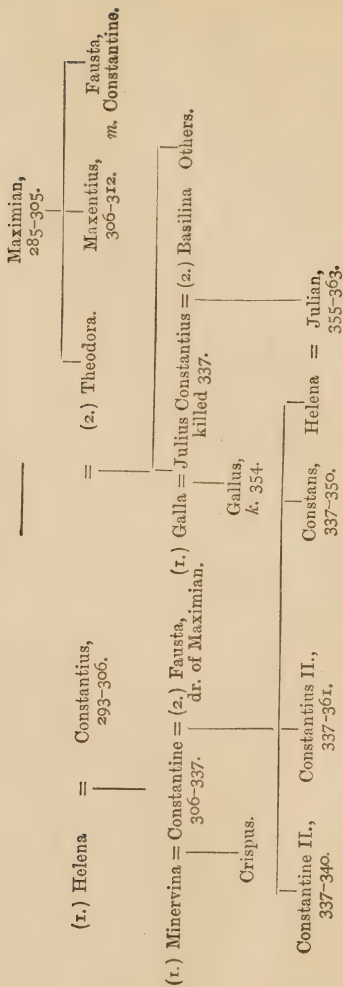 Maximian,
285–305.
(1.) Helena = Constantius, = (2.) Theodora. Maxentius, Fausta,
293–306. 306–312. m. Constantine.
(1.) Minervina = Constantine = (2.) Fausta, (1.) Galla = Julius Constantius = (2.) Basilina Others.
306–337. dr. of Maximian. killed 337.
Crispus. Gallus,
k. 354.
Constantine II., Constantius II., Constans, Helena = Julian,
337–340. 337–361. 337–350. 355–363.